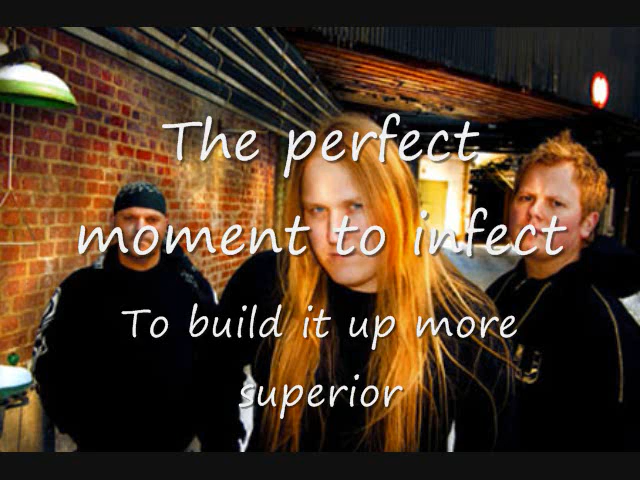 The perfect
moment to infect
To build it up more
superior